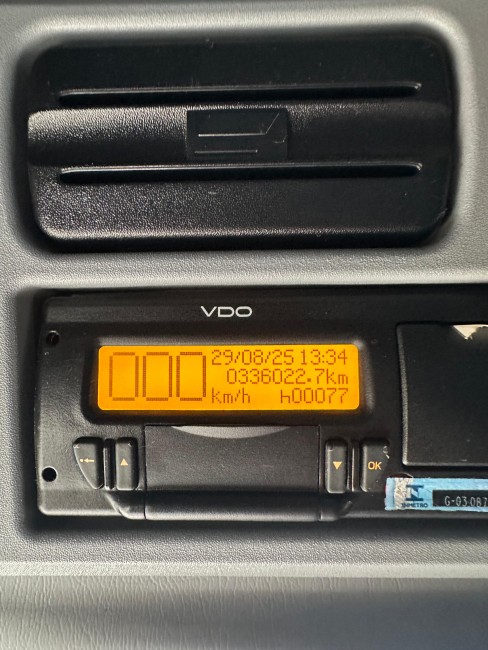 VDO
000 29/08/25 13:34
0336022.7km
km/h h00077
OK
INMETRO
G-03·087